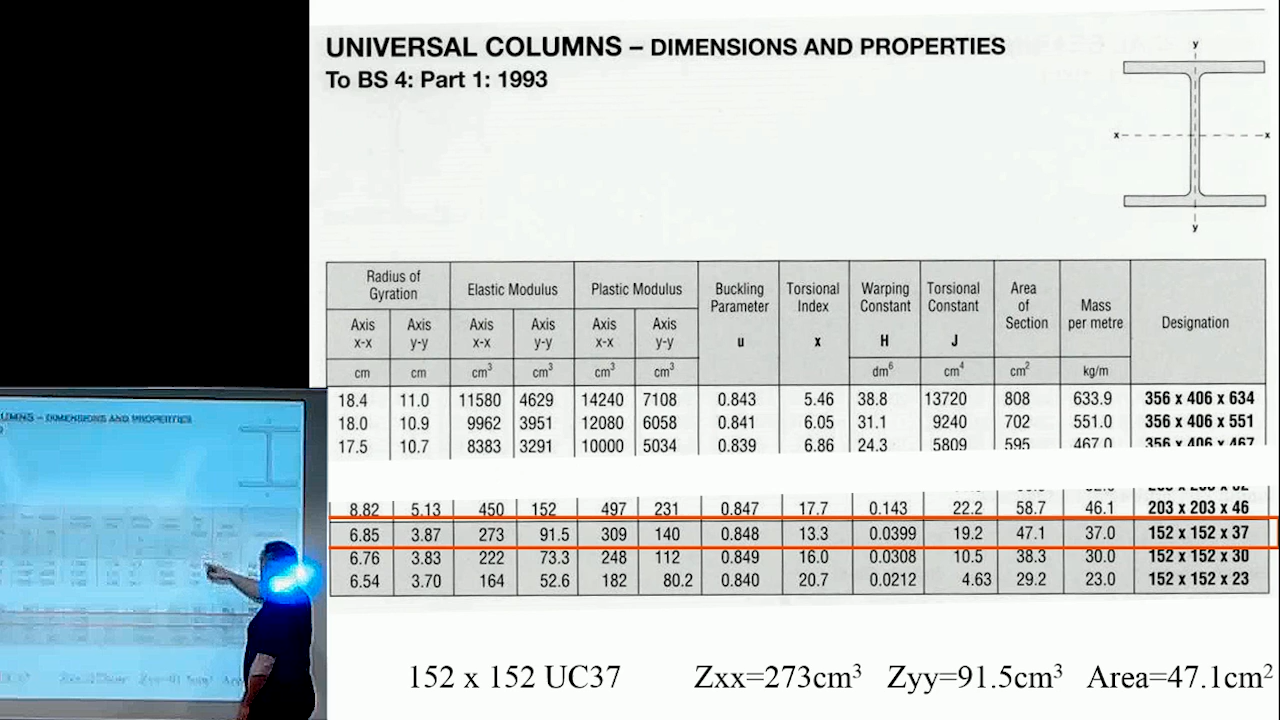 UNIVERSAL COLUMNS – DIMENSIONS AND PROPERTIES
To BS 4: Part 1: 1993
y
x x
y
Radius of Gyration Elastic Modulus Plastic Modulus Buckling Parameter Torsional Index Warping Constant Torsional Constant Area of Section Mass per metre Designation
Axis x-x Axis y-y Axis x-x Axis y-y Axis x-x Axis y-y u x H J
cm cm cm³ cm³ cm³ cm³ dm⁶ cm⁴ cm² kg/m
18.4 11.0 11580 4629 14240 7108 0.843 5.46 38.8 13720 808 633.9 356 x 406 x 634
18.0 10.9 9962 3951 12080 6058 0.841 6.05 31.1 9240 702 551.0 356 x 406 x 551
17.5 10.7 8383 3291 10000 5034 0.839 6.86 24.3 5809 595 467.0 356 x 406 x 467
8.82 5.13 450 152 497 231 0.847 17.7 0.143 22.2 58.7 46.1 203 x 203 x 46
6.85 3.87 273 91.5 309 140 0.848 13.3 0.0399 19.2 47.1 37.0 152 x 152 x 37
6.76 3.83 222 73.3 248 112 0.849 16.0 0.0308 10.5 38.3 30.0 152 x 152 x 30
6.54 3.70 164 52.6 182 80.2 0.840 20.7 0.0212 4.63 29.2 23.0 152 x 152 x 23
152 x 152 UC37 Zxx=273cm³ Zyy=91.5cm³ Area=47.1cm²
UMNS – DIMENSIONS AND PROPERTIES